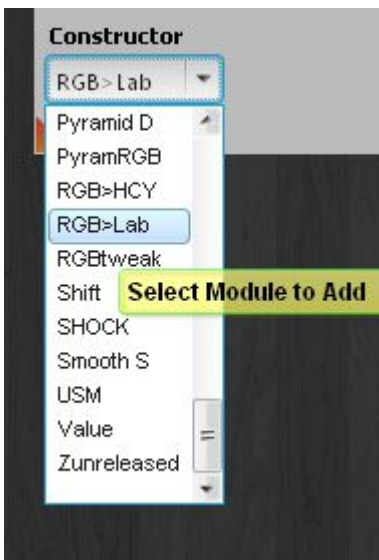 Constructor
RGB>Lab
Pyramid D
PyramRGB
RGB>HCY
RGB>Lab
RGBtweak
Shift
Select Module to Add
SHOCK
Smooth S
USM
Value
Zunreleased